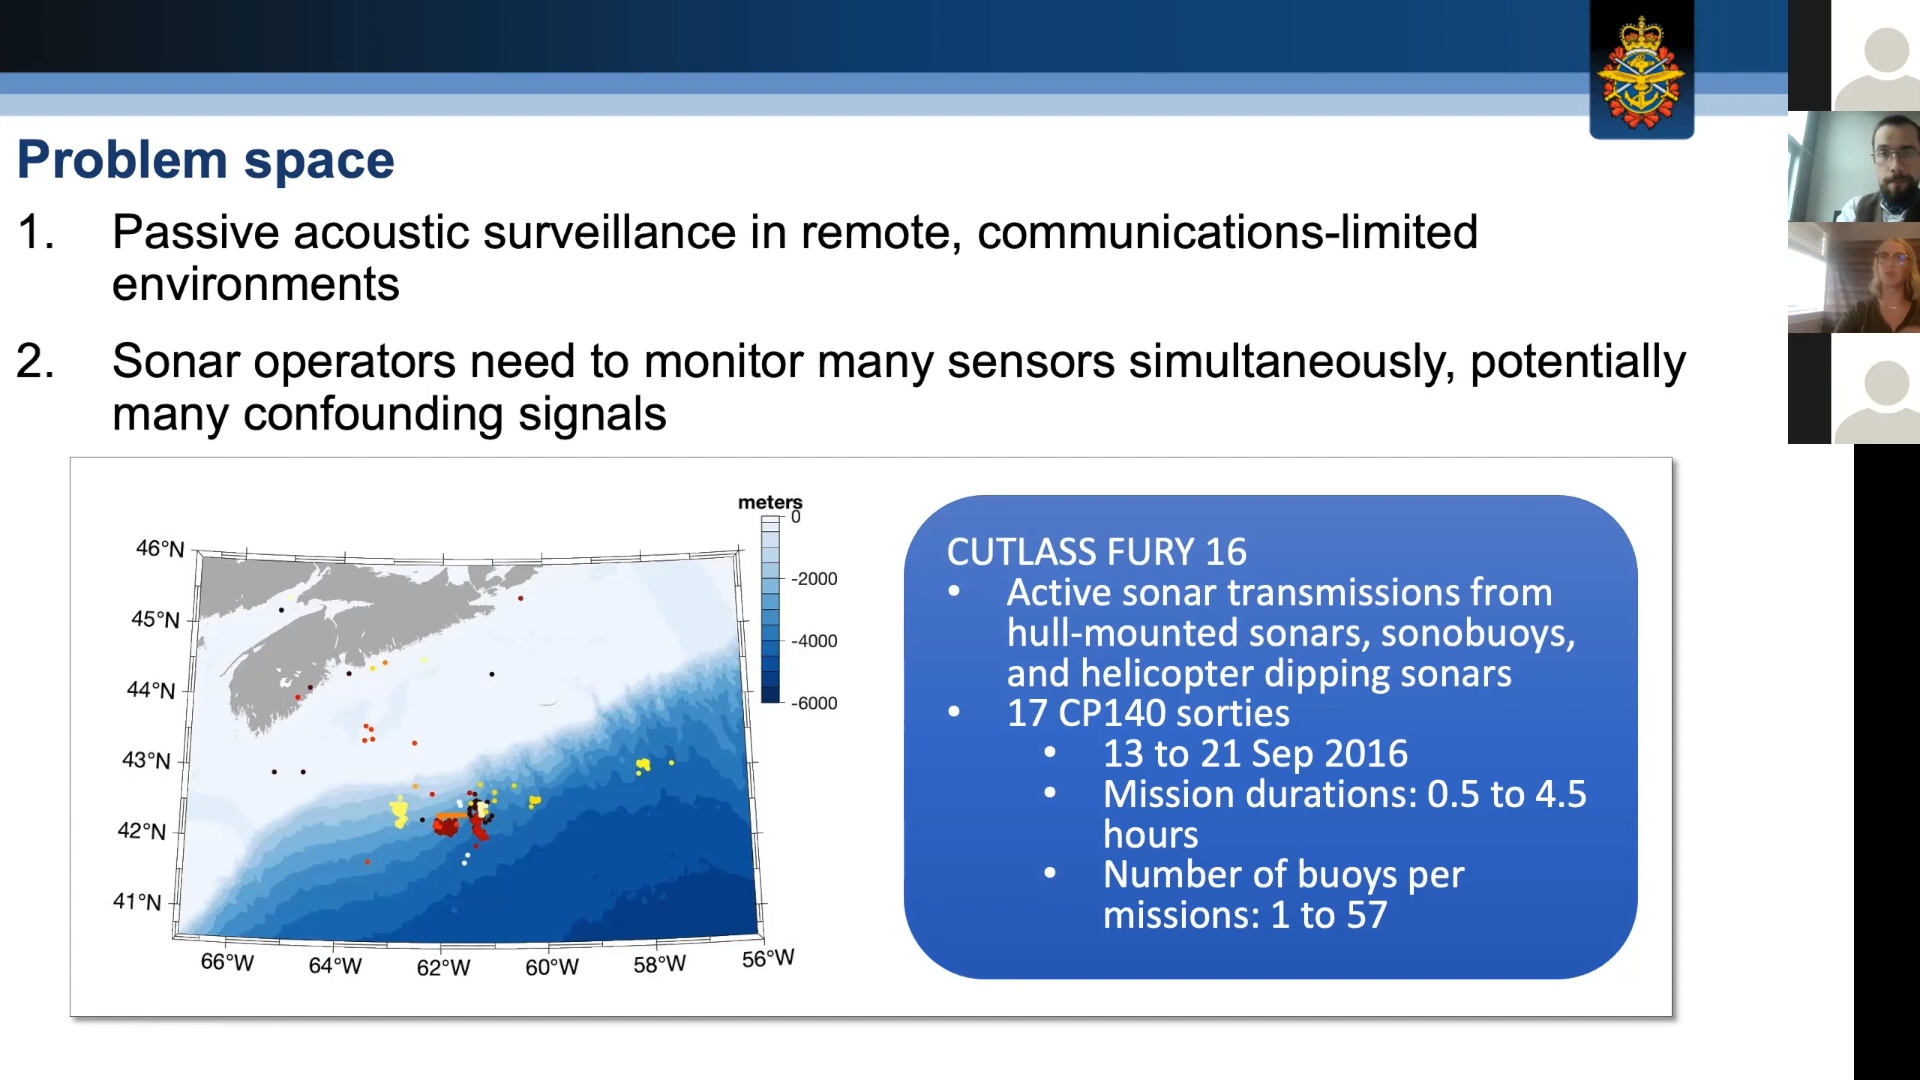 Problem space
1. Passive acoustic surveillance in remote, communications-limited
environments
2. Sonar operators need to monitor many sensors simultaneously, potentially
many confounding signals
meters
0
-2000
-4000
-6000
46°N
45°N
44°N
43°N
42°N
41°N
66°W
64°W
62°W
60°W
58°W
56°W
CUTLASS FURY 16
• Active sonar transmissions from
hull-mounted sonars, sonobuoys,
and helicopter dipping sonars
• 17 CP140 sorties
• 13 to 21 Sep 2016
• Mission durations: 0.5 to 4.5
hours
• Number of buoys per
missions: 1 to 57